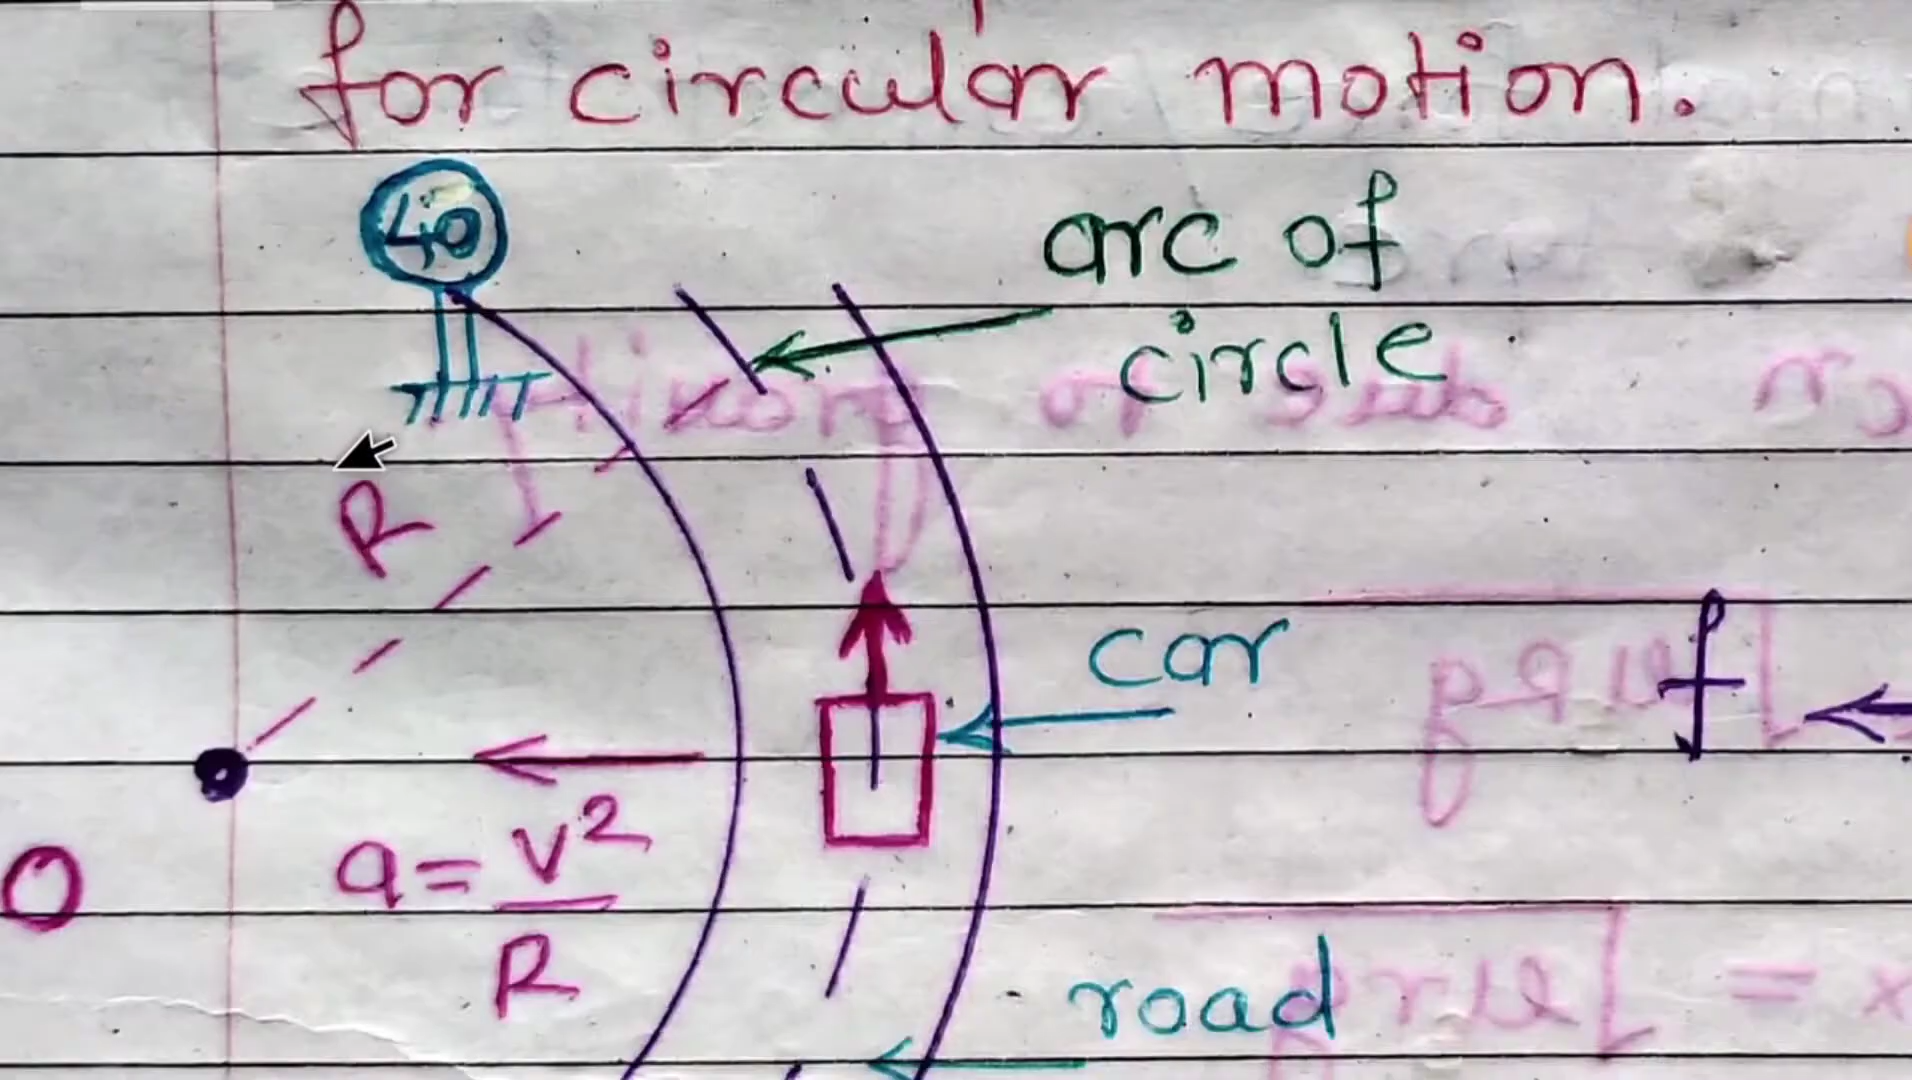 for circular motion.
40
arc of
circle
R
car
f
a = v²
R
O
road